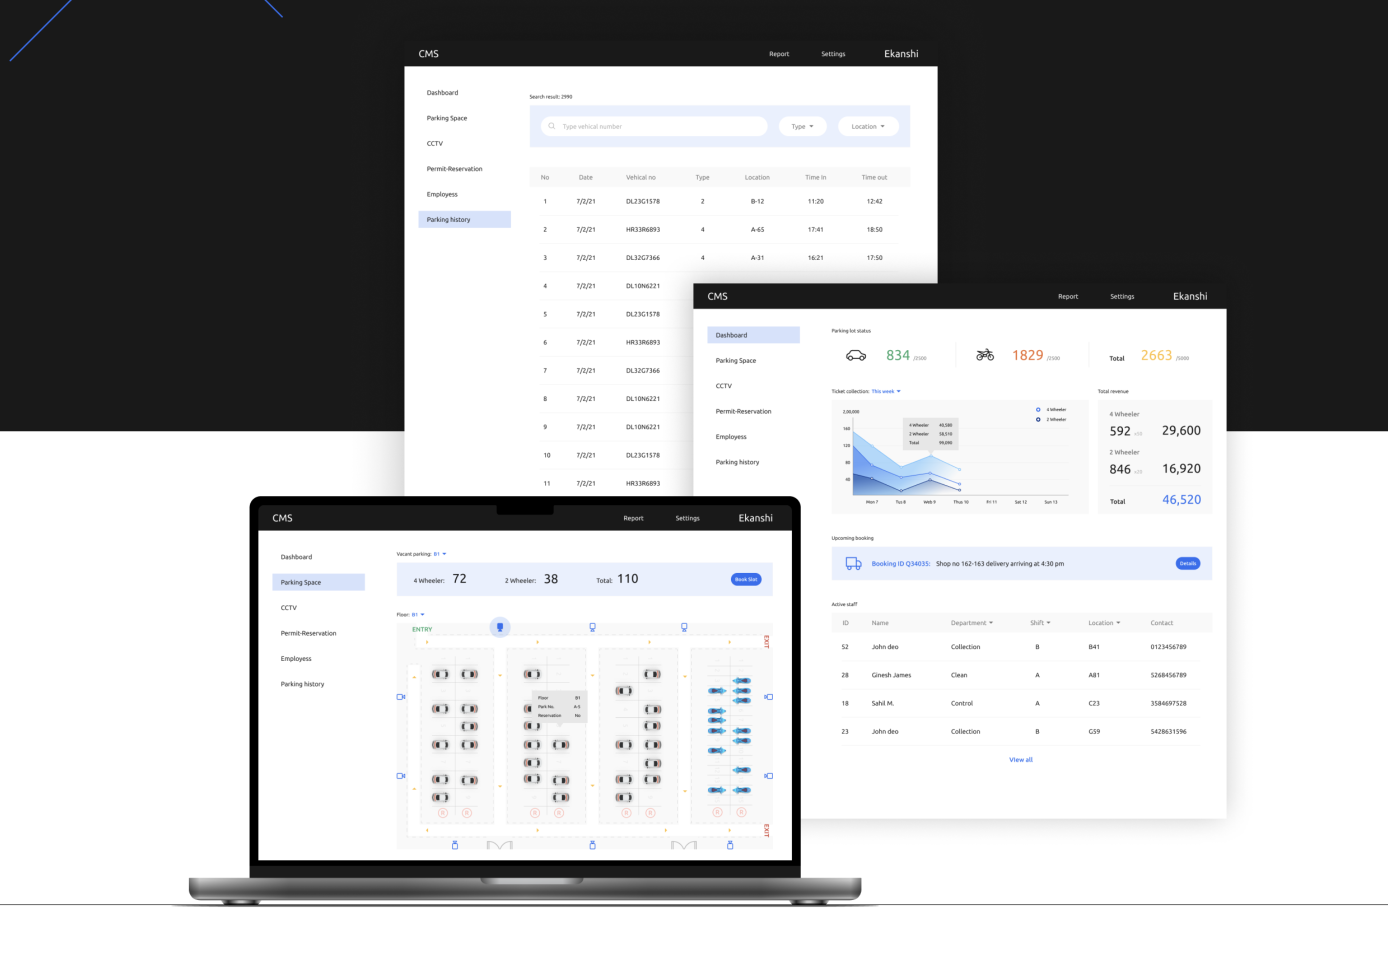 CMS Report Settings Ekanshi
Dashboard
Parking Space
CCTV
Permit-Reservation
Employess
Parking history
Search result: 2990
Type vehical number Type Location
No Date Vehical no Type Location Time in Time out
1 7/2/21 DL23G1578 2 B-12 11:20 12:42
2 7/2/21 HR33R6893 4 A-65 17:41 18:50
3 7/2/21 DL32G7366 4 A-31 16:21 17:50
4 7/2/21 DL10N6221
5 7/2/21 DL23G1578
6 7/2/21 HR33R6893
7 7/2/21 DL32G7366
8 7/2/21 DL10N6221
9 7/2/21 DL10N6221
10 7/2/21 DL23G1578
11 7/2/21 HR33R6893
CMS Report Settings Ekanshi
Dashboard
Parking Space
CCTV
Permit-Reservation
Employess
Parking history
Parking lot status
834 /2500 1829 /2500 Total 2663 /5000
Ticket collection: This week
2,00,000
160
120
80
40
4 Wheeler
2 Wheeler
4 Wheeler 40,580
2 Wheeler 58,510
Total 99,090
Mon 7 Tus 8 Web 9 Thus 10 Fri 11 Sat 12 Sun 13
Total revenue
4 Wheeler
592 29,600
2 Wheeler
846 16,920
Total 46,520
Upcoming booking
Booking ID Q34035: Shop no 162-163 delivery arriving at 4:30 pm Details
Active staff
ID Name Department Shift Location Contact
52 John deo Collection B B41 0123456789
28 Ginesh James Clean A A81 5268456789
18 Sahil M. Control A C23 3584697528
23 John deo Collection B G59 5428631596
View all
CMS Report Settings Ekanshi
Dashboard
Parking Space
CCTV
Permit-Reservation
Employess
Parking history
Vacant parking: B1
4 Wheeler: 72 2 Wheeler: 38 Total: 110 Book Slot
Floor: B1
ENTRY
EXIT
Floor B1
Park No. A-5
Reservation No
R R R R R R R R
EXIT